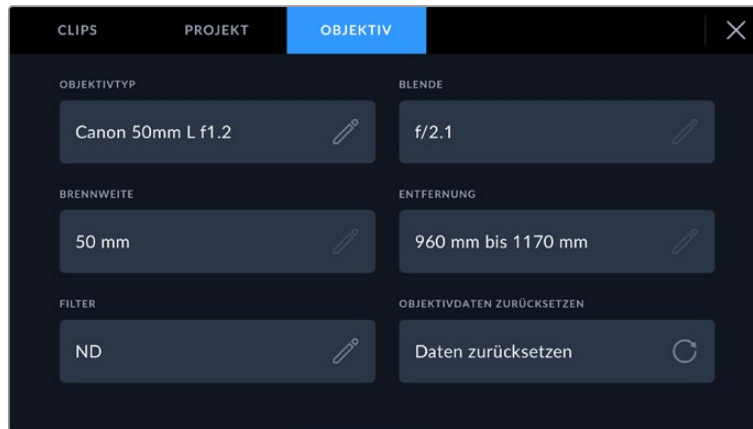 CLIPS PROJEKT OBJEKTIV
OBJEKTIVTYP BLENDE
Canon 50mm L f1.2 f/2.1
BRENNWEITE ENTFERNUNG
50 mm 960 mm bis 1170 mm
FILTER OBJEKTIVDATEN ZURÜCKSETZEN
ND Daten zurücksetzen